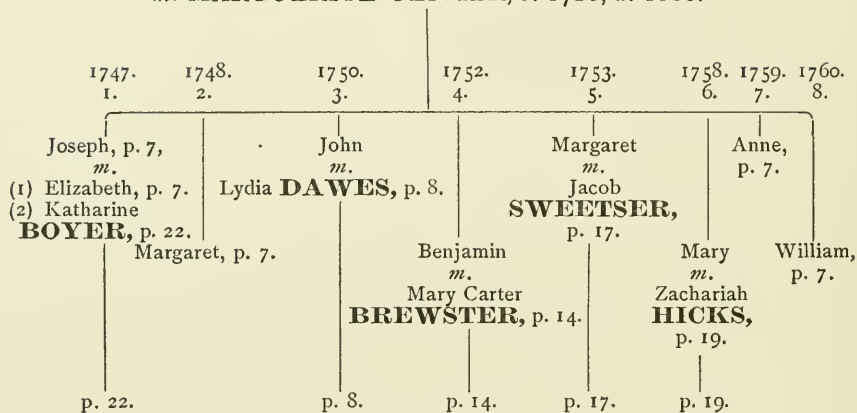 1747. 1748. 1750. 1752. 1753. 1758. 1759. 1760.
1. 2. 3. 4. 5. 6. 7. 8.
Joseph, p. 7,
m.
(1) Elizabeth, p. 7.
(2) Katharine
BOYER, p. 22.
Margaret, p. 7.
John
m.
Lydia DAWES, p. 8.
Benjamin
m.
Mary Carter
BREWSTER, p. 14.
Margaret
m.
Jacob
SWEETSER,
p. 17.
Mary
m.
Zachariah
HICKS,
p. 19.
Anne,
p. 7.
William,
p. 7.
p. 22. p. 8. p. 14. p. 17. p. 19.